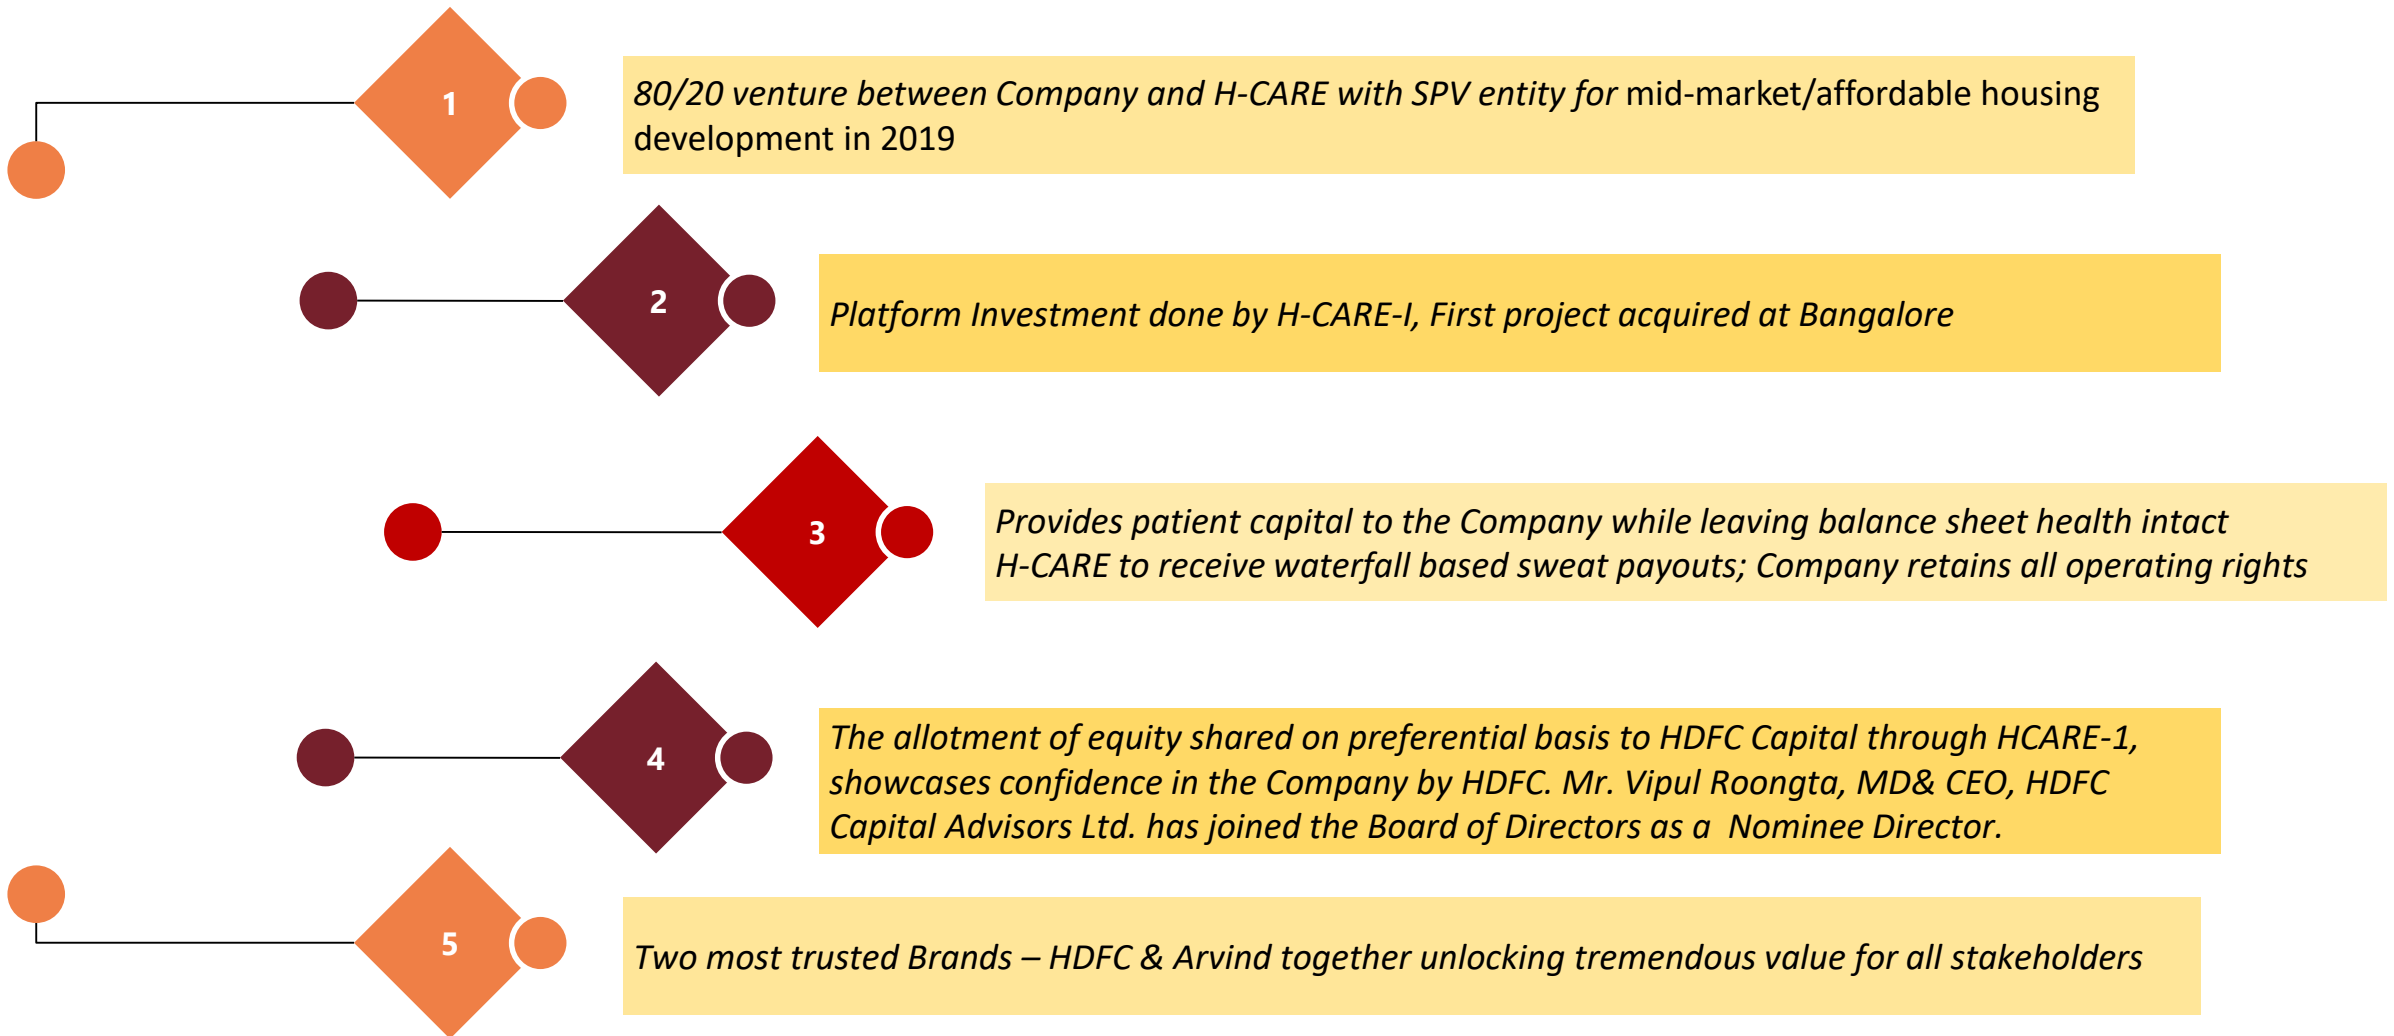 1
80/20 venture between Company and H-CARE with SPV entity for mid-market/affordable housing
development in 2019
2
Platform Investment done by H-CARE-I, First project acquired at Bangalore
3
Provides patient capital to the Company while leaving balance sheet health intact
H-CARE to receive waterfall based sweat payouts; Company retains all operating rights
4
The allotment of equity shared on preferential basis to HDFC Capital through HCARE-1,
showcases confidence in the Company by HDFC. Mr. Vipul Roongta, MD& CEO, HDFC
Capital Advisors Ltd. has joined the Board of Directors as a  Nominee Director.
5
Two most trusted Brands – HDFC & Arvind together unlocking tremendous value for all stakeholders